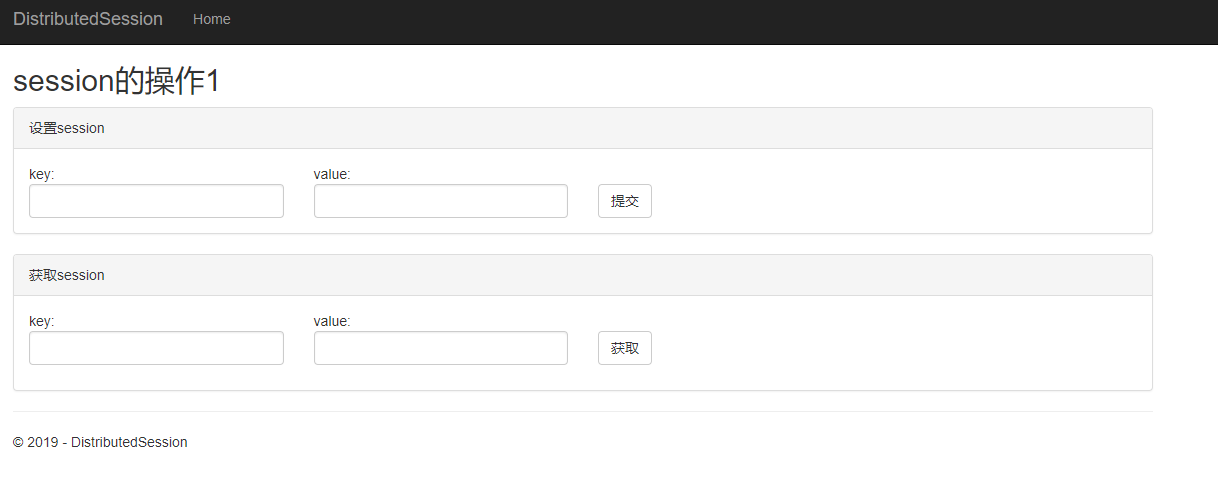 DistributedSession Home
session的操作1
设置session
key: value:
提交
获取session
key: value:
获取
© 2019 - DistributedSession